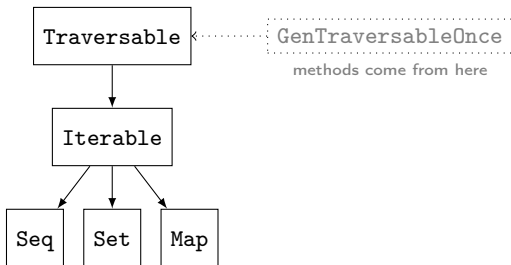 Traversable GenTraversableOnce
methods come from here
Iterable
Seq Set Map